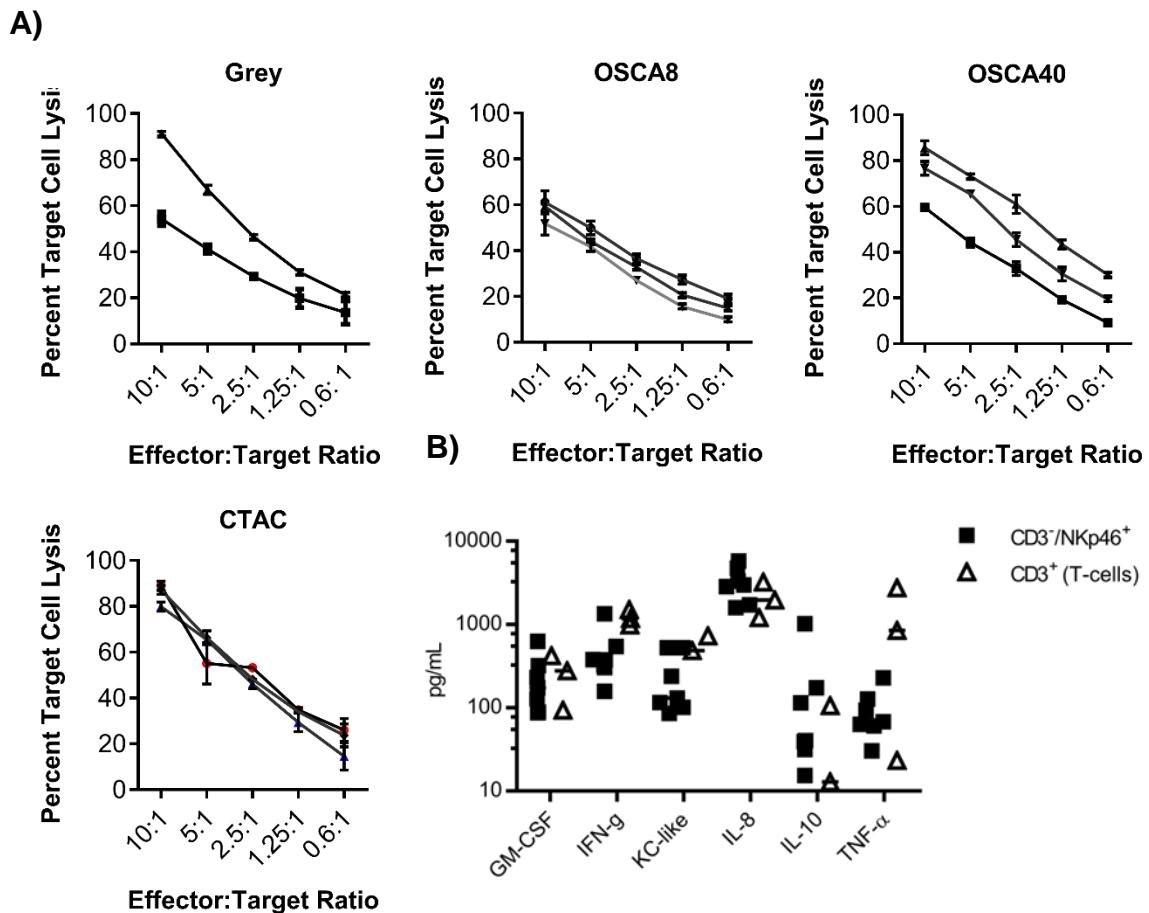 A)
Grey
Percent Target Cell Lysi
100
80
60
40
20
0
10:1
5:1
2.5:1
1.25:1
0.6: 1
Effector:Target Ratio
OSCA8
Percent Target Cell Lysis
100
80
60
40
20
0
10:1
5:1
2.5:1
1.25:1
0.6:1
Effector:Target Ratio
OSCA40
Percent Target Cell Lysis
100
80
60
40
20
0
10:1
5:1
2.5:1
1.25:1
0.6:1
Effector:Target Ratio
CTAC
Percent Target Cell Lysis
100
80
60
40
20
0
10:1
5:1
2.5:1
1.25:1
0.6:1
Effector:Target Ratio
B)
pg/mL
10000
1000
100
10
GM-CSF
IFN-g
KC-like
IL-8
IL-10
TNF-α
CD3⁻/NKp46⁺
CD3⁺ (T-cells)